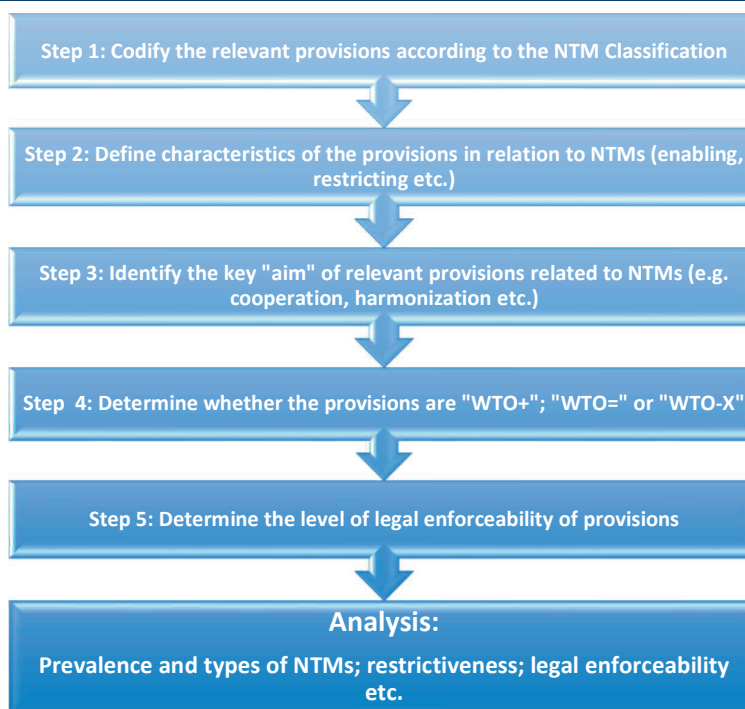 Step 1: Codify the relevant provisions according to the NTM Classification
Step 2: Define characteristics of the provisions in relation to NTMs (enabling,
restricting etc.)
Step 3: Identify the key "aim" of relevant provisions related to NTMs (e.g.
cooperation, harmonization etc.)
Step 4: Determine whether the provisions are "WTO+"; "WTO=" or "WTO-X"
Step 5: Determine the level of legal enforceability of provisions
Analysis:
Prevalence and types of NTMs; restrictiveness; legal enforceability
etc.